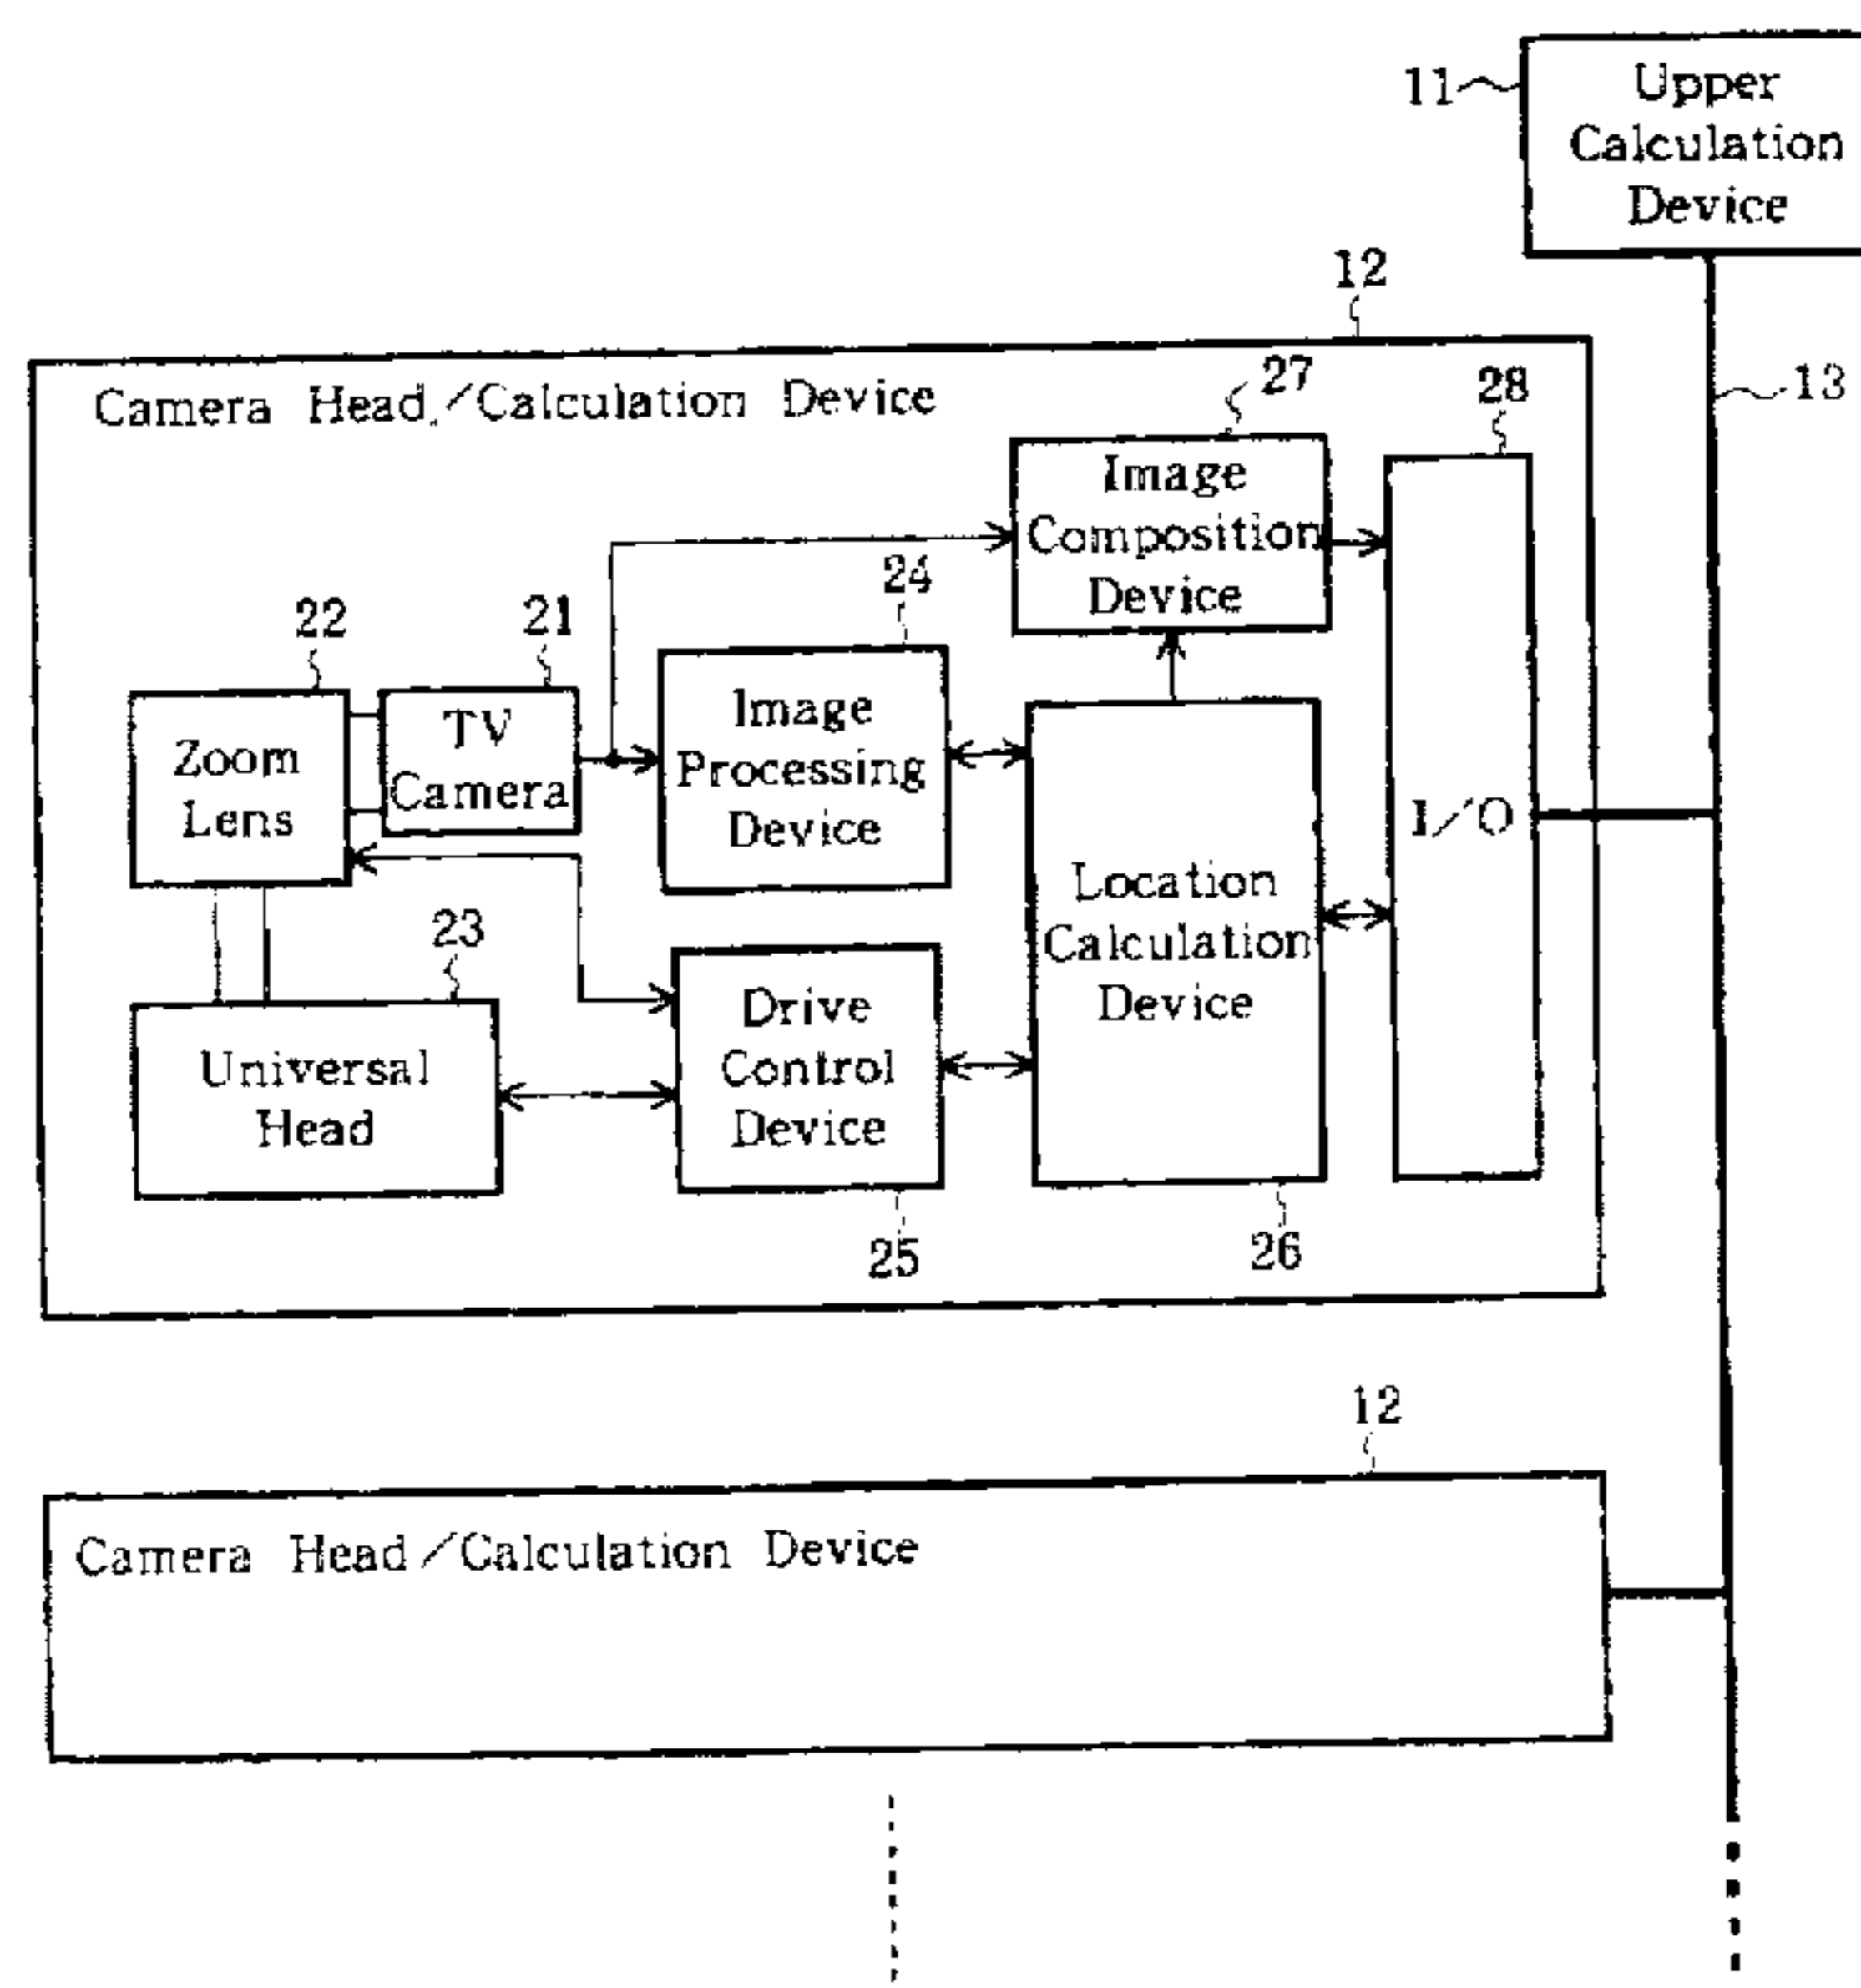 11
Upper
Calculation
Device
12
13
Camera Head/Calculation Device
27
28
Image
Composition
Device
24
22
21
Image
Processing
Device
TV
Camera
Zoom
Lens
I/O
Location
Calculation
Device
23
Drive
Control
Device
Universal
Head
25
26
12
Camera Head/Calculation Device